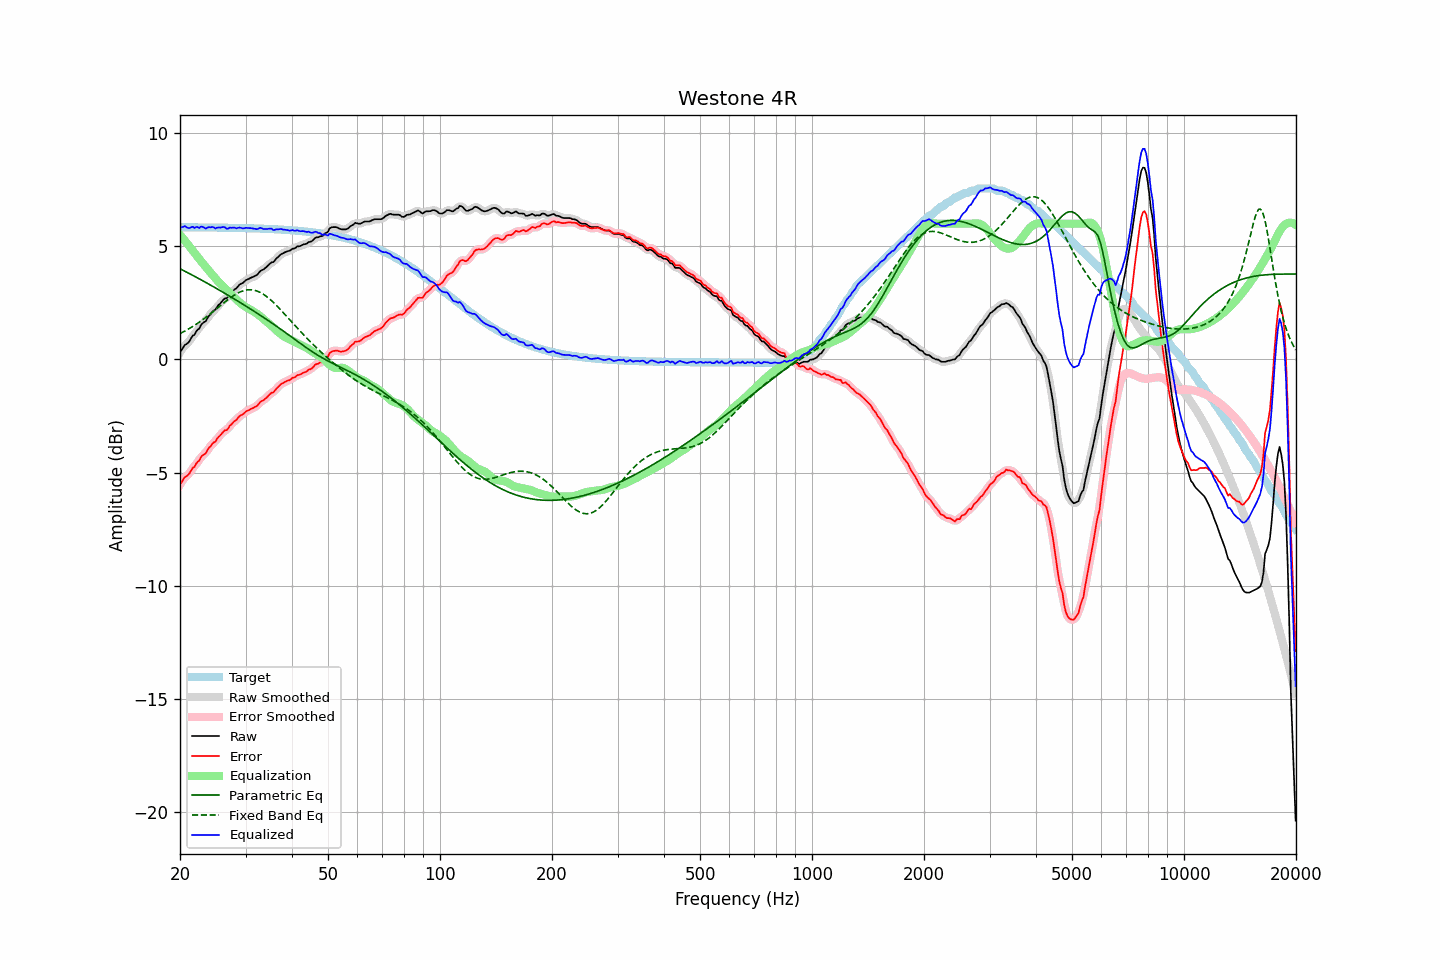 Westone 4R
10
5
0
−5
−10
−15
−20
Amplitude (dBr)
Target
Raw Smoothed
Error Smoothed
Raw
Error
Equalization
Parametric Eq
Fixed Band Eq
Equalized
20 50 100 200 500 1000 2000 5000 10000 20000
Frequency (Hz)